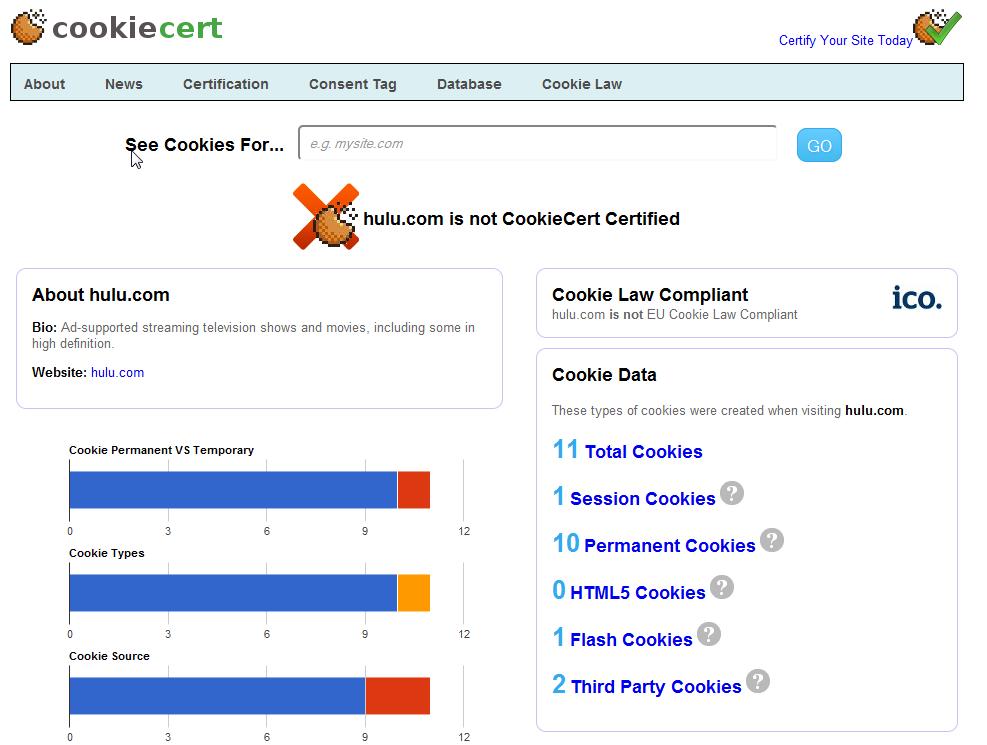 cookiecert
Certify Your Site Today
About News Certification Consent Tag Database Cookie Law
See Cookies For... e.g. mysite.com GO
hulu.com is not CookieCert Certified
About hulu.com
Bio: Ad-supported streaming television shows and movies, including some in
high definition.
Website: hulu.com
Cookie Permanent VS Temporary
0 3 6 9 12
Cookie Types
0 3 6 9 12
Cookie Source
0 3 6 9 12
Cookie Law Compliant
ico.
hulu.com is not EU Cookie Law Compliant
Cookie Data
These types of cookies were created when visiting hulu.com.
11 Total Cookies
1 Session Cookies ?
10 Permanent Cookies ?
0 HTML5 Cookies ?
1 Flash Cookies ?
2 Third Party Cookies ?